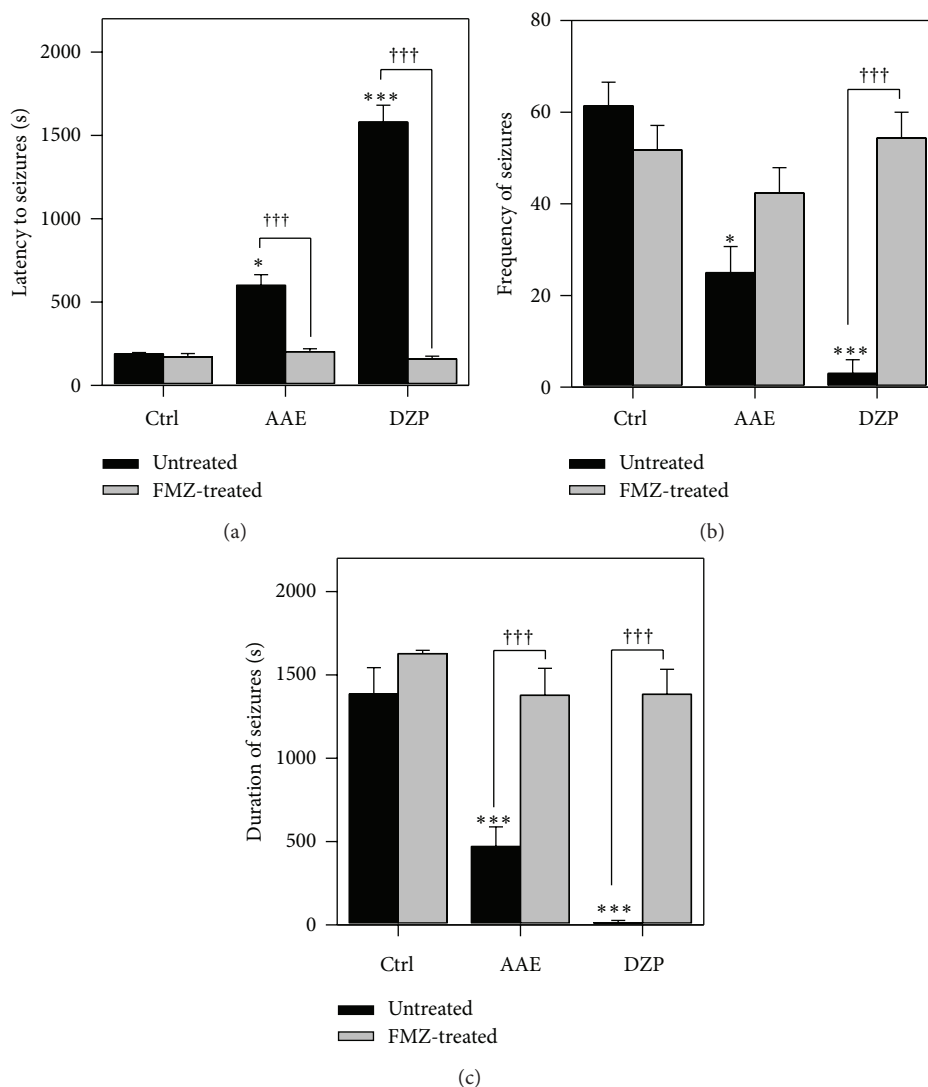 2000
1500
1000
500
0
Latency to seizures (s)
†††
***
†††
*
Ctrl
AAE
DZP
Untreated
FMZ-treated
(a)
80
60
40
20
0
Frequency of seizures
†††
*
***
Ctrl
AAE
DZP
Untreated
FMZ-treated
(b)
2000
1500
1000
500
0
Duration of seizures (s)
†††
†††
***
***
Ctrl
AAE
DZP
Untreated
FMZ-treated
(c)